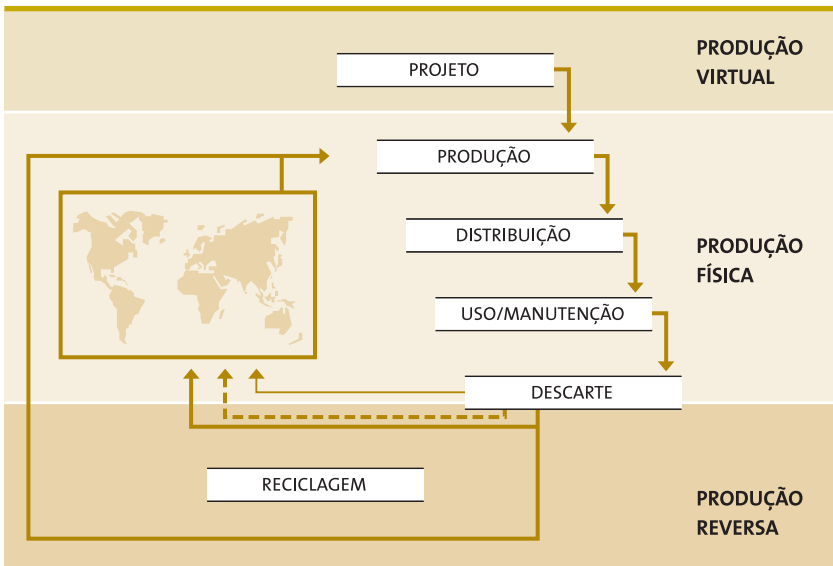 PROJETO
PRODUÇÃO
VIRTUAL
PRODUÇÃO
DISTRIBUIÇÃO
USO/MANUTENÇÃO
DESCARTE
PRODUÇÃO
FÍSICA
RECICLAGEM
PRODUÇÃO
REVERSA